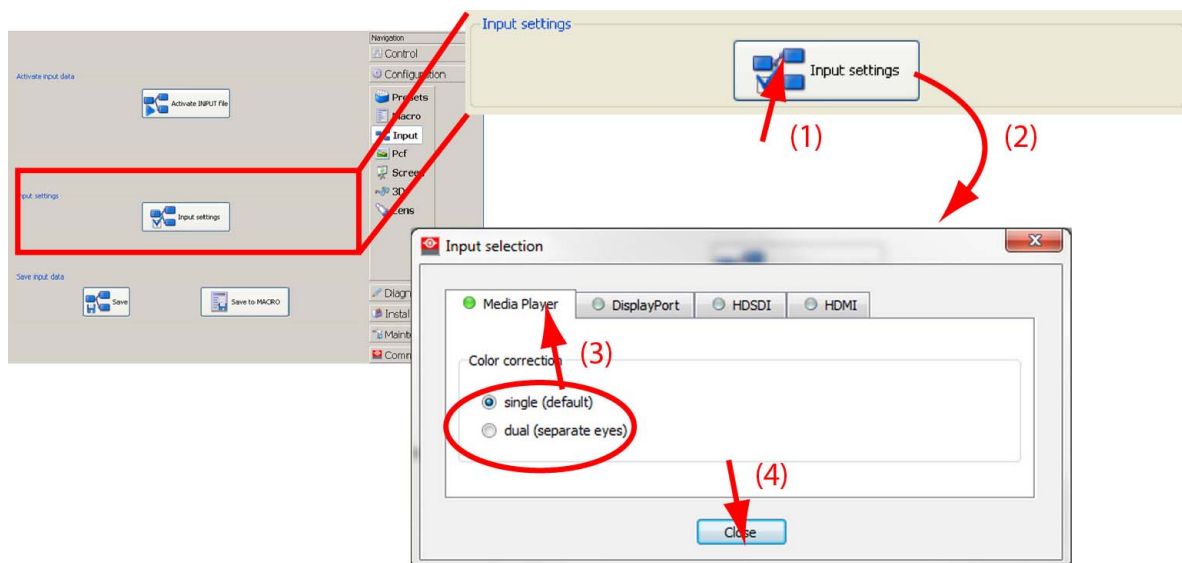 Navigation
Control
Configuration
Activate input data
Activate INPUT file
Presets
Macro
Input
Pcf
Screen
3D
Lens
Input settings
Input settings
Save input data
Save
Save to MACRO
Input settings
Input settings
(1)
(2)
Input selection
x
Media Player
DisplayPort
HDSDI
HDMI
Color correction
(3)
single (default)
dual (separate eyes)
(4)
Close
Diagn
Instal
Maint
Comm